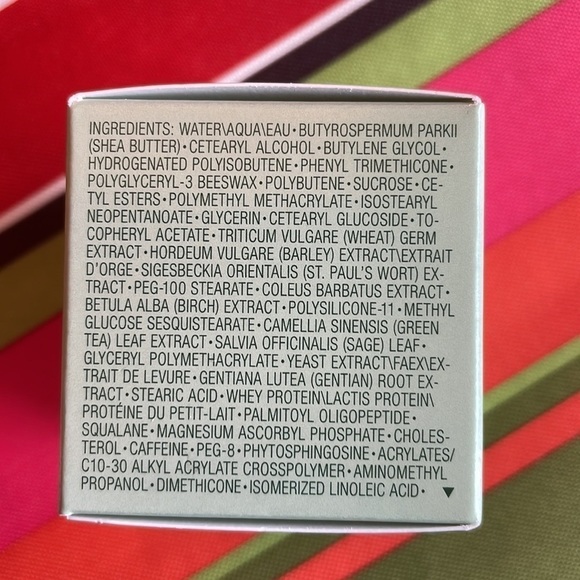 INGREDIENTS: WATER\AQUA\EAU • BUTYROSPERMUM PARKII
(SHEA BUTTER) • CETEARYL ALCOHOL • BUTYLENE GLYCOL •
HYDROGENATED POLYISOBUTENE • PHENYL TRIMETHICONE •
POLYGLYCERYL-3 BEESWAX • POLYBUTENE • SUCROSE • CE-
TYL ESTERS • POLYMETHYL METHACRYLATE • ISOSTEARYL
NEOPENTANOATE • GLYCERIN • CETEARYL GLUCOSIDE • TO-
COPHERYL ACETATE • TRITICUM VULGARE (WHEAT) GERM
EXTRACT • HORDEUM VULGARE (BARLEY) EXTRACT\EXTRAIT
D'ORGE • SIGESBECKIA ORIENTALIS (ST. PAUL'S WORT) EX-
TRACT • PEG-100 STEARATE • COLEUS BARBATUS EXTRACT •
BETULA ALBA (BIRCH) EXTRACT • POLYSILICONE-11 • METHYL
GLUCOSE SESQUISTEARATE • CAMELLIA SINENSIS (GREEN
TEA) LEAF EXTRACT • SALVIA OFFICINALIS (SAGE) LEAF •
GLYCERYL POLYMETHACRYLATE • YEAST EXTRACT\FAEX\EX-
TRAIT DE LEVURE • GENTIANA LUTEA (GENTIAN) ROOT EX-
TRACT • STEARIC ACID • WHEY PROTEIN\LACTIS PROTEIN\
PROTÉINE DU PETIT-LAIT • PALMITOYL OLIGOPEPTIDE •
SQUALANE • MAGNESIUM ASCORBYL PHOSPHATE • CHOLES-
TEROL • CAFFEINE • PEG-8 • PHYTOSPHINGOSINE • ACRYLATES/
C10-30 ALKYL ACRYLATE CROSSPOLYMER • AMINOMETHYL
PROPANOL • DIMETHICONE • ISOMERIZED LINOLEIC ACID • ▼